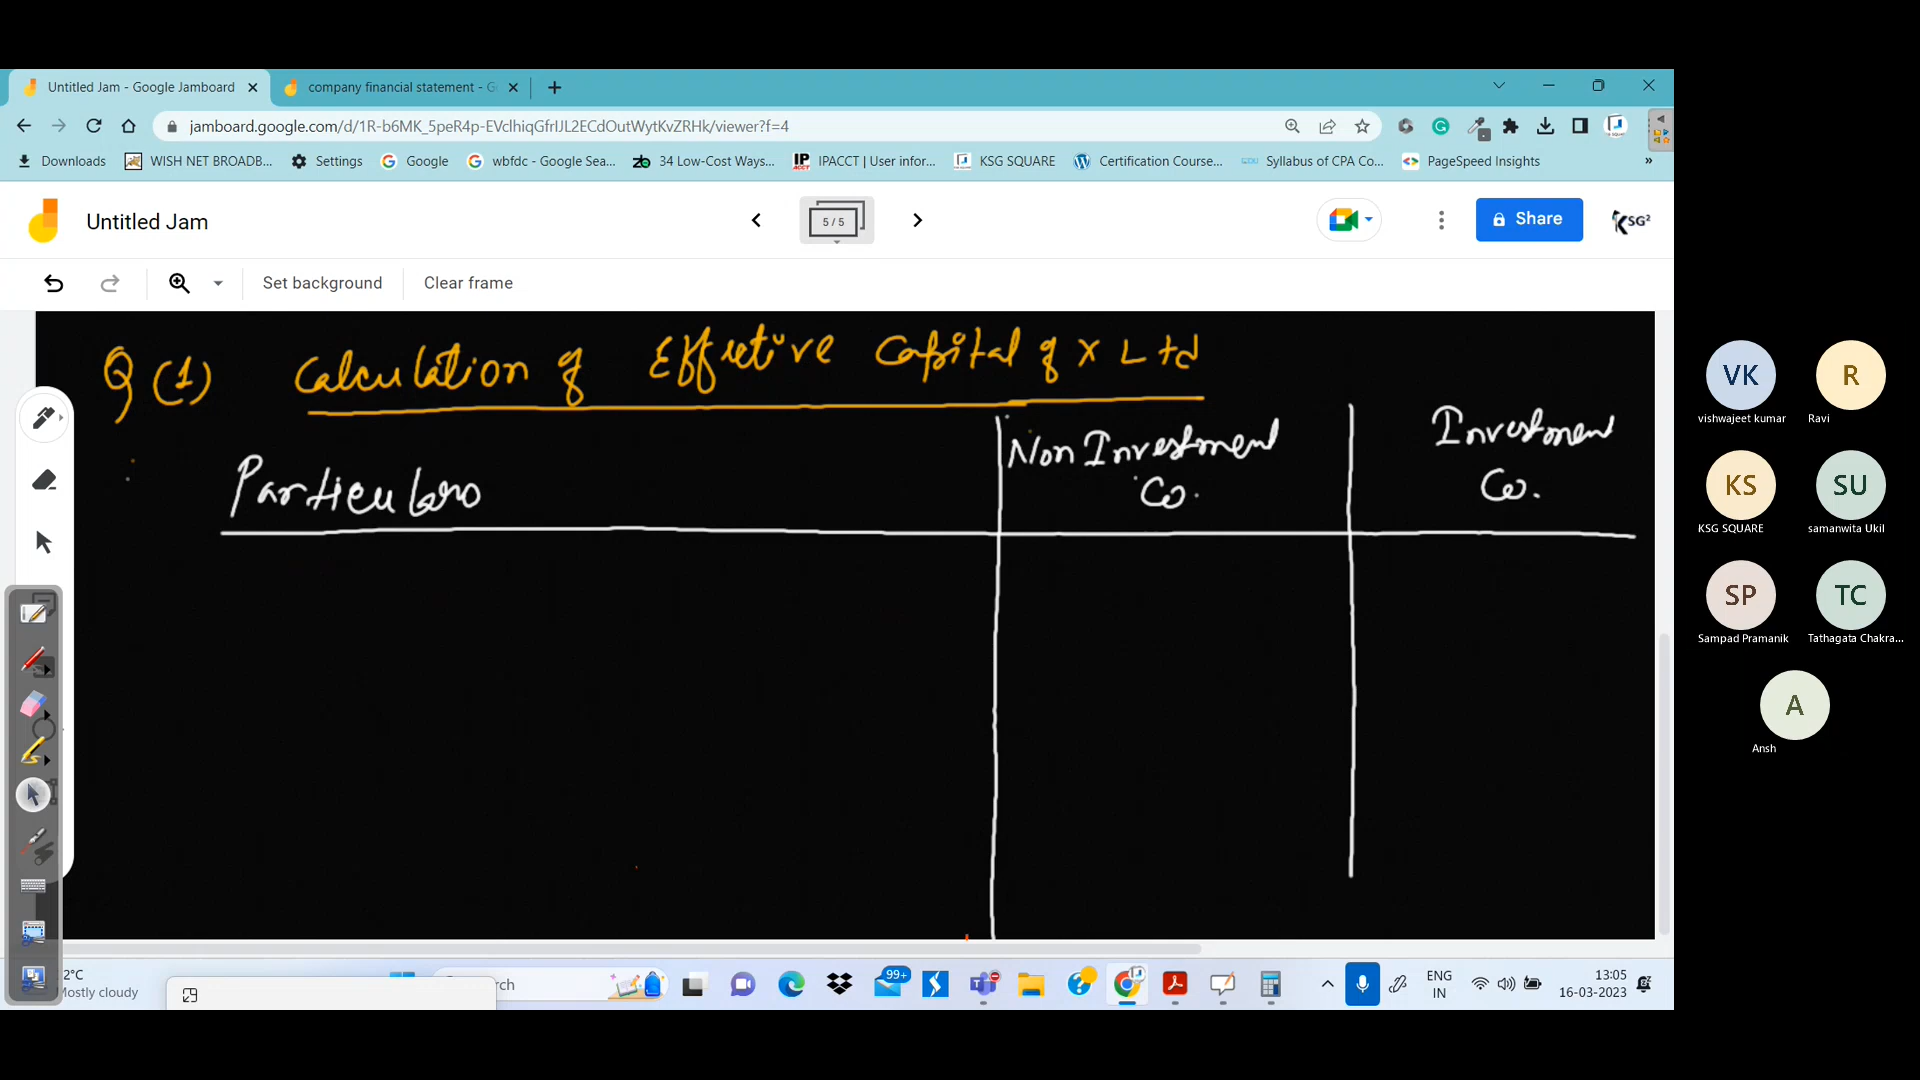 Untitled Jam - Google Jamboard
company financial statement - G
jamboard.google.com/d/1R-b6MK_5peR4p-EVclhiqGfrIJL2ECdOutWytKvZRHk/viewer?f=4
Downloads
WISH NET BROADB...
Settings
Google
wbfdc - Google Sea...
34 Low-Cost Ways...
IPACCT | User infor...
KSG SQUARE
Certification Course...
Syllabus of CPA Co...
PageSpeed Insights
»
Untitled Jam
5 / 5
Share
KSG²
Set background
Clear frame
Q (1) Calculation of Effective Capital of X Ltd
Particulars
Non Investment
Co.
Investment
Co.
VK
vishwajeet kumar
R
Ravi
KS
KSG SQUARE
SU
samanwita Ukil
SP
Sampad Pramanik
TC
Tathagata Chakra...
A
Ansh
2°C
Mostly cloudy
rch
99+
ENG
IN
13:05
16-03-2023